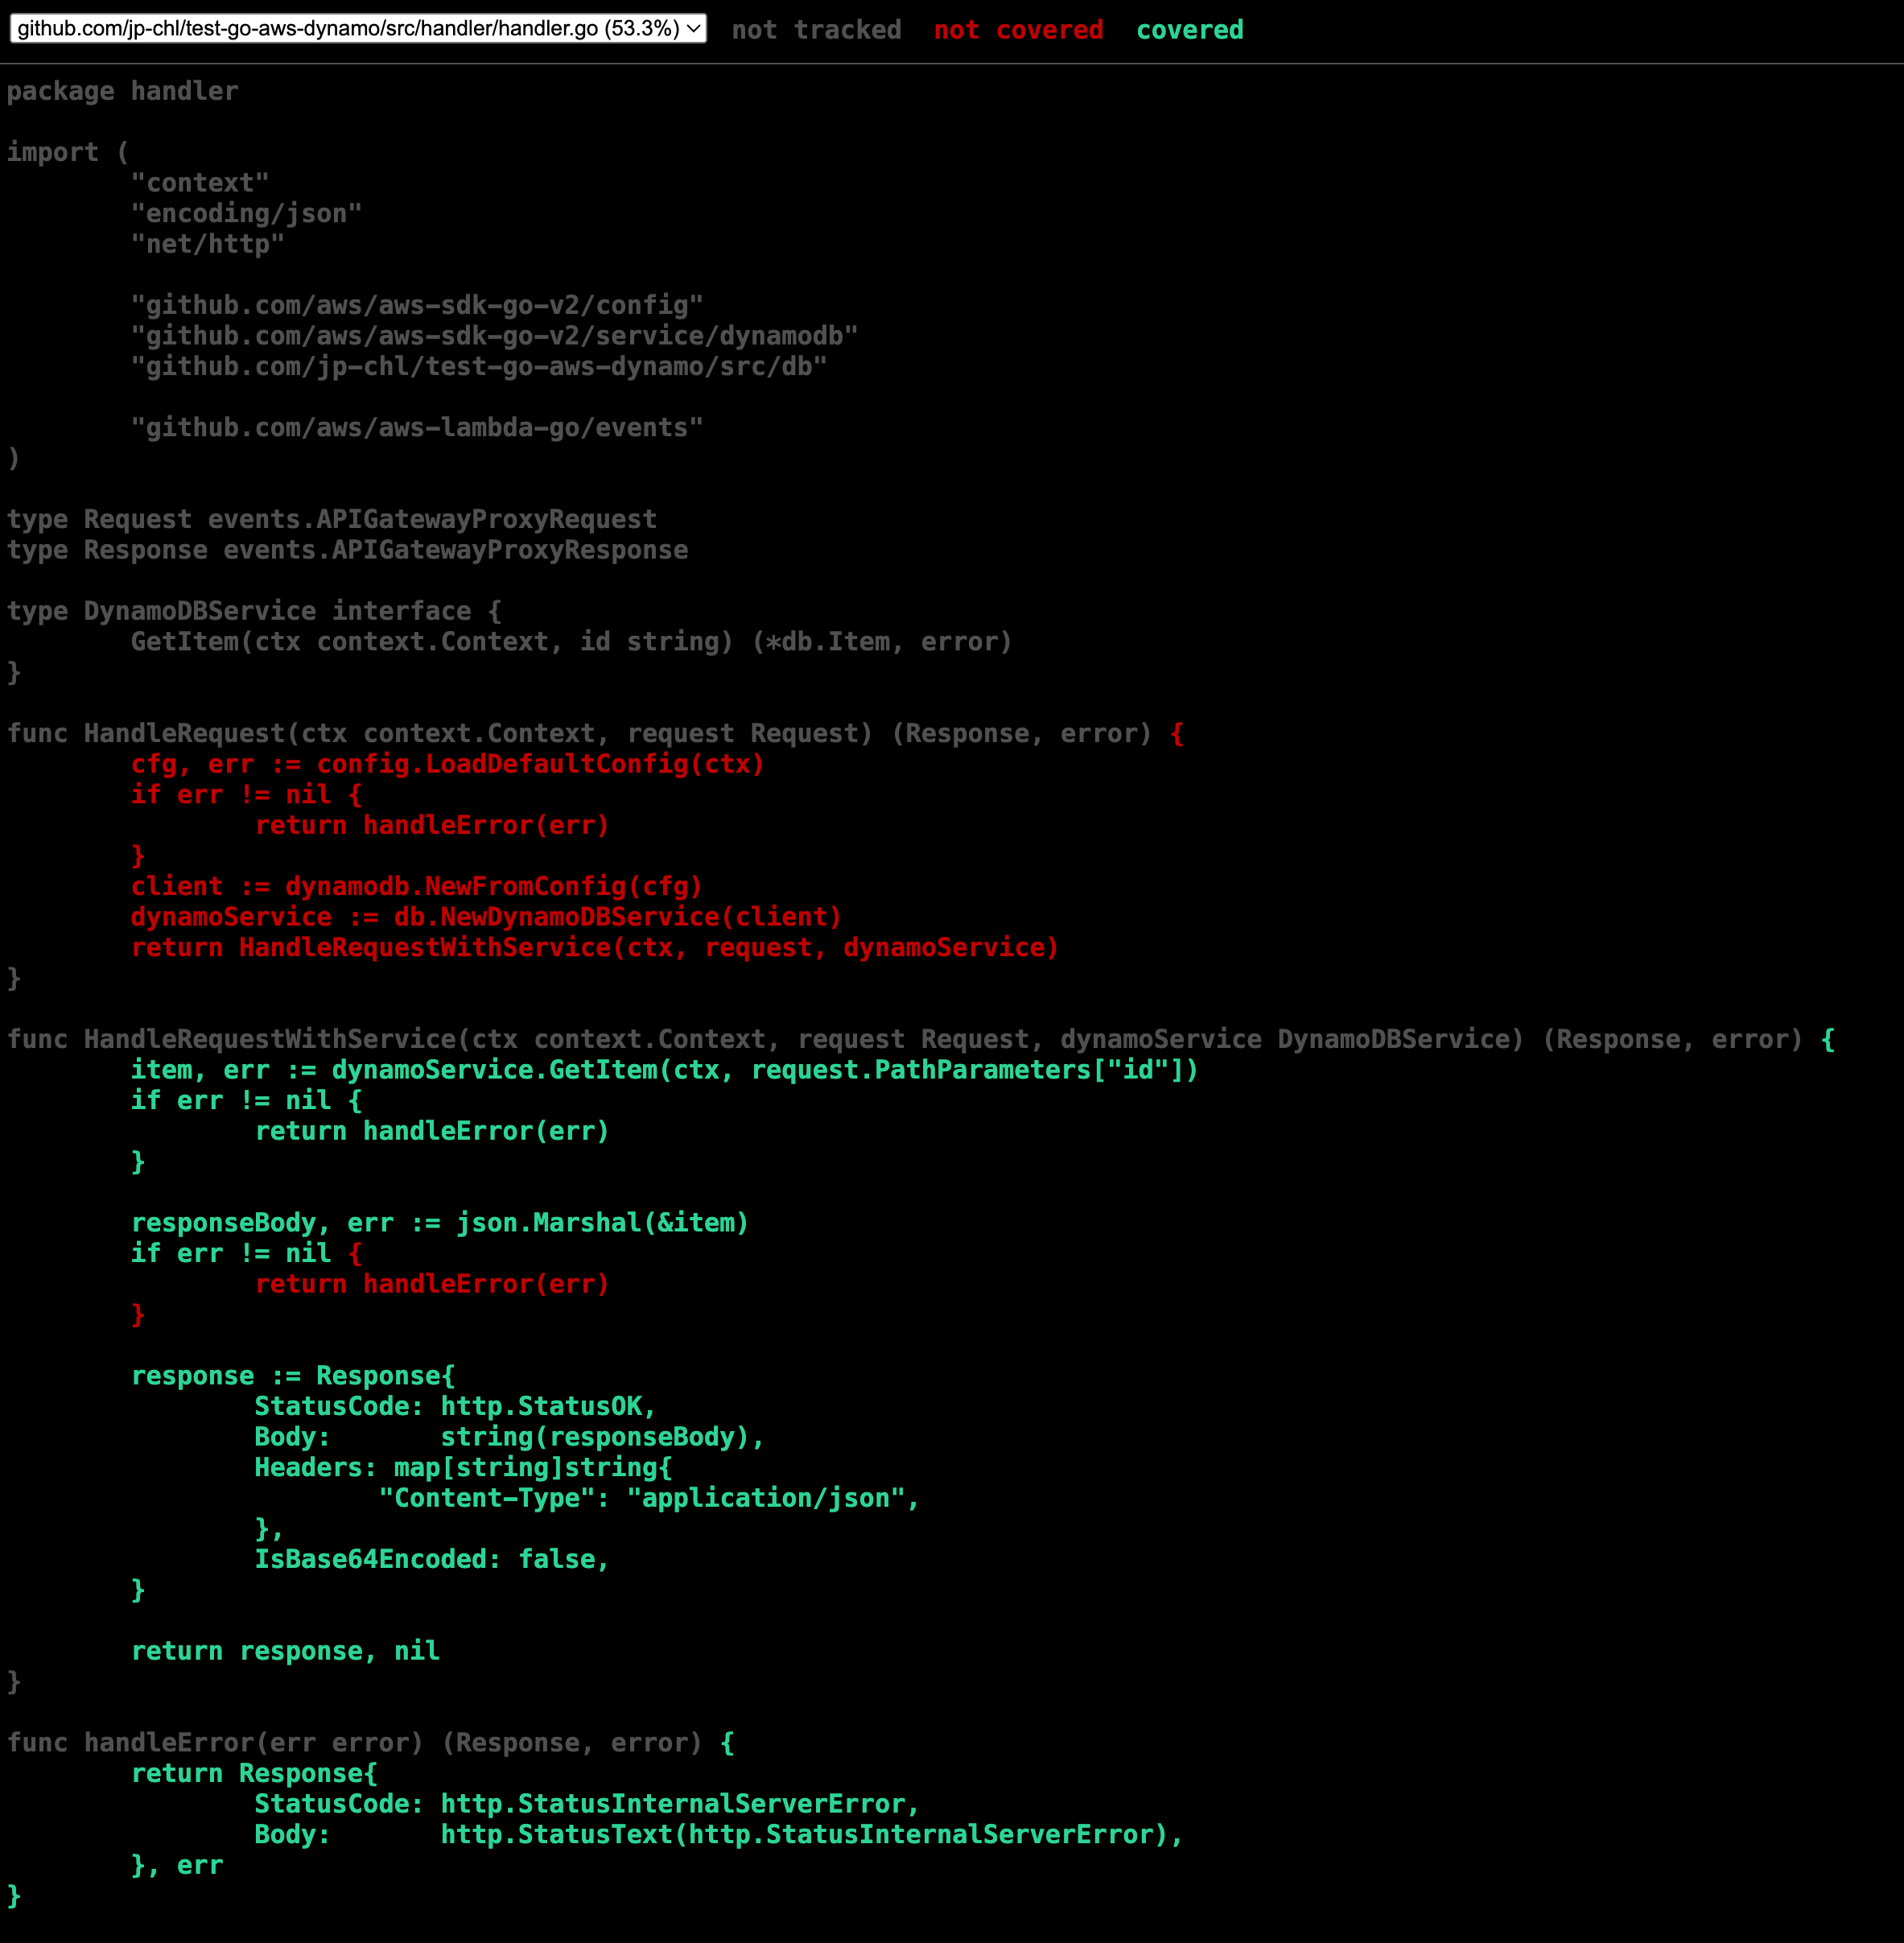 github.com/jp-chl/test-go-aws-dynamo/src/handler/handler.go (53.3%) not tracked not covered covered
package handler

import (
        "context"
        "encoding/json"
        "net/http"

        "github.com/aws/aws-sdk-go-v2/config"
        "github.com/aws/aws-sdk-go-v2/service/dynamodb"
        "github.com/jp-chl/test-go-aws-dynamo/src/db"

        "github.com/aws/aws-lambda-go/events"
)

type Request events.APIGatewayProxyRequest
type Response events.APIGatewayProxyResponse

type DynamoDBService interface {
        GetItem(ctx context.Context, id string) (*db.Item, error)
}

func HandleRequest(ctx context.Context, request Request) (Response, error) {
        cfg, err := config.LoadDefaultConfig(ctx)
        if err != nil {
                return handleError(err)
        }
        client := dynamodb.NewFromConfig(cfg)
        dynamoService := db.NewDynamoDBService(client)
        return HandleRequestWithService(ctx, request, dynamoService)
}

func HandleRequestWithService(ctx context.Context, request Request, dynamoService DynamoDBService) (Response, error) {
        item, err := dynamoService.GetItem(ctx, request.PathParameters["id"])
        if err != nil {
                return handleError(err)
        }

        responseBody, err := json.Marshal(&item)
        if err != nil {
                return handleError(err)
        }

        response := Response{
                StatusCode: http.StatusOK,
                Body:       string(responseBody),
                Headers: map[string]string{
                        "Content-Type": "application/json",
                },
                IsBase64Encoded: false,
        }

        return response, nil
}

func handleError(err error) (Response, error) {
        return Response{
                StatusCode: http.StatusInternalServerError,
                Body:       http.StatusText(http.StatusInternalServerError),
        }, err
}